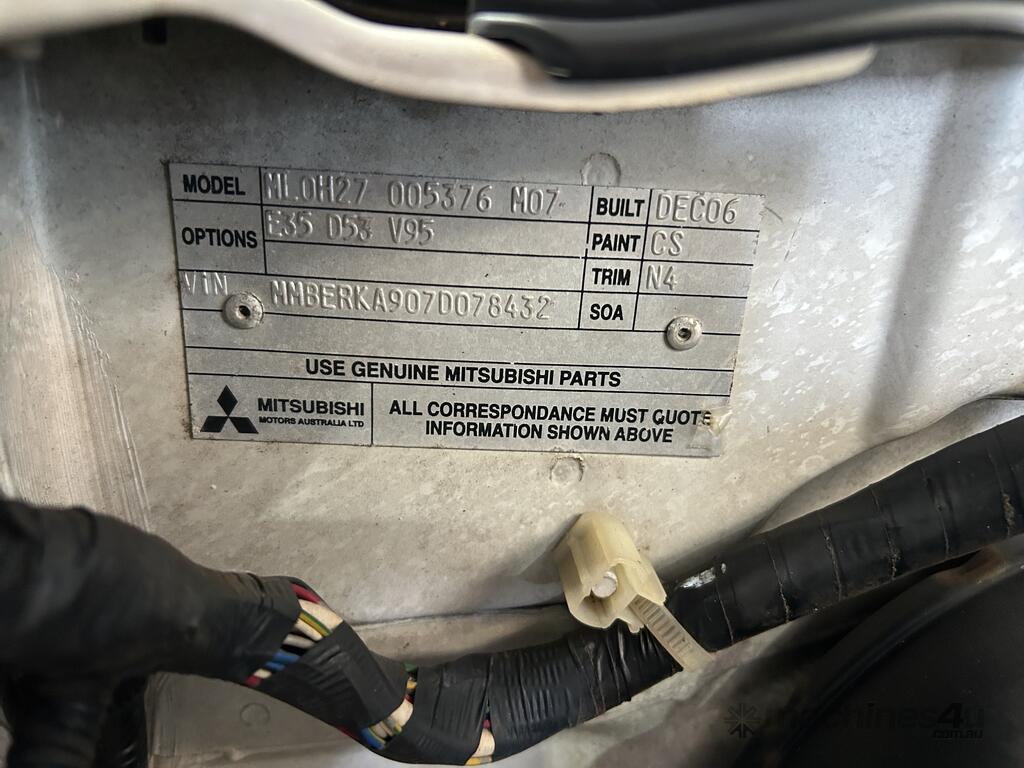 MODEL ML0H27 005376 M07 BUILT DEC06
OPTIONS E35 D53 V95 PAINT CS
TRIM N4
ViN MMBERKA907D078432 SOA
USE GENUINE MITSUBISHI PARTS
MITSUBISHI
MOTORS AUSTRALIA LTD
ALL CORRESPONDANCE MUST QUOTE
INFORMATION SHOWN ABOVE
machines4u
.com.au